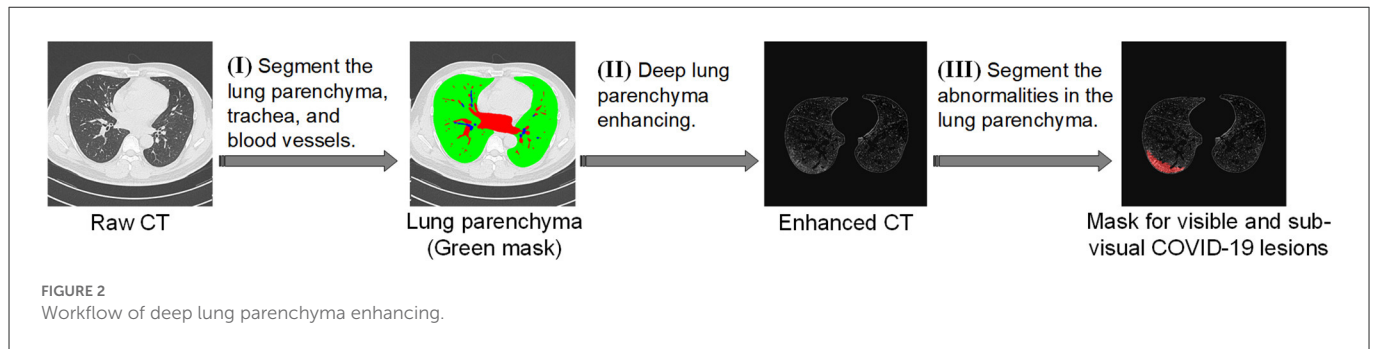 (I) Segment the
lung parenchyma,
trachea, and
blood vessels.
(II) Deep lung
parenchyma
enhancing.
(III) Segment the
abnormalities in the
lung parenchyma.
Raw CT
Lung parenchyma
(Green mask)
Enhanced CT
Mask for visible and sub-
visual COVID-19 lesions
FIGURE 2
Workflow of deep lung parenchyma enhancing.